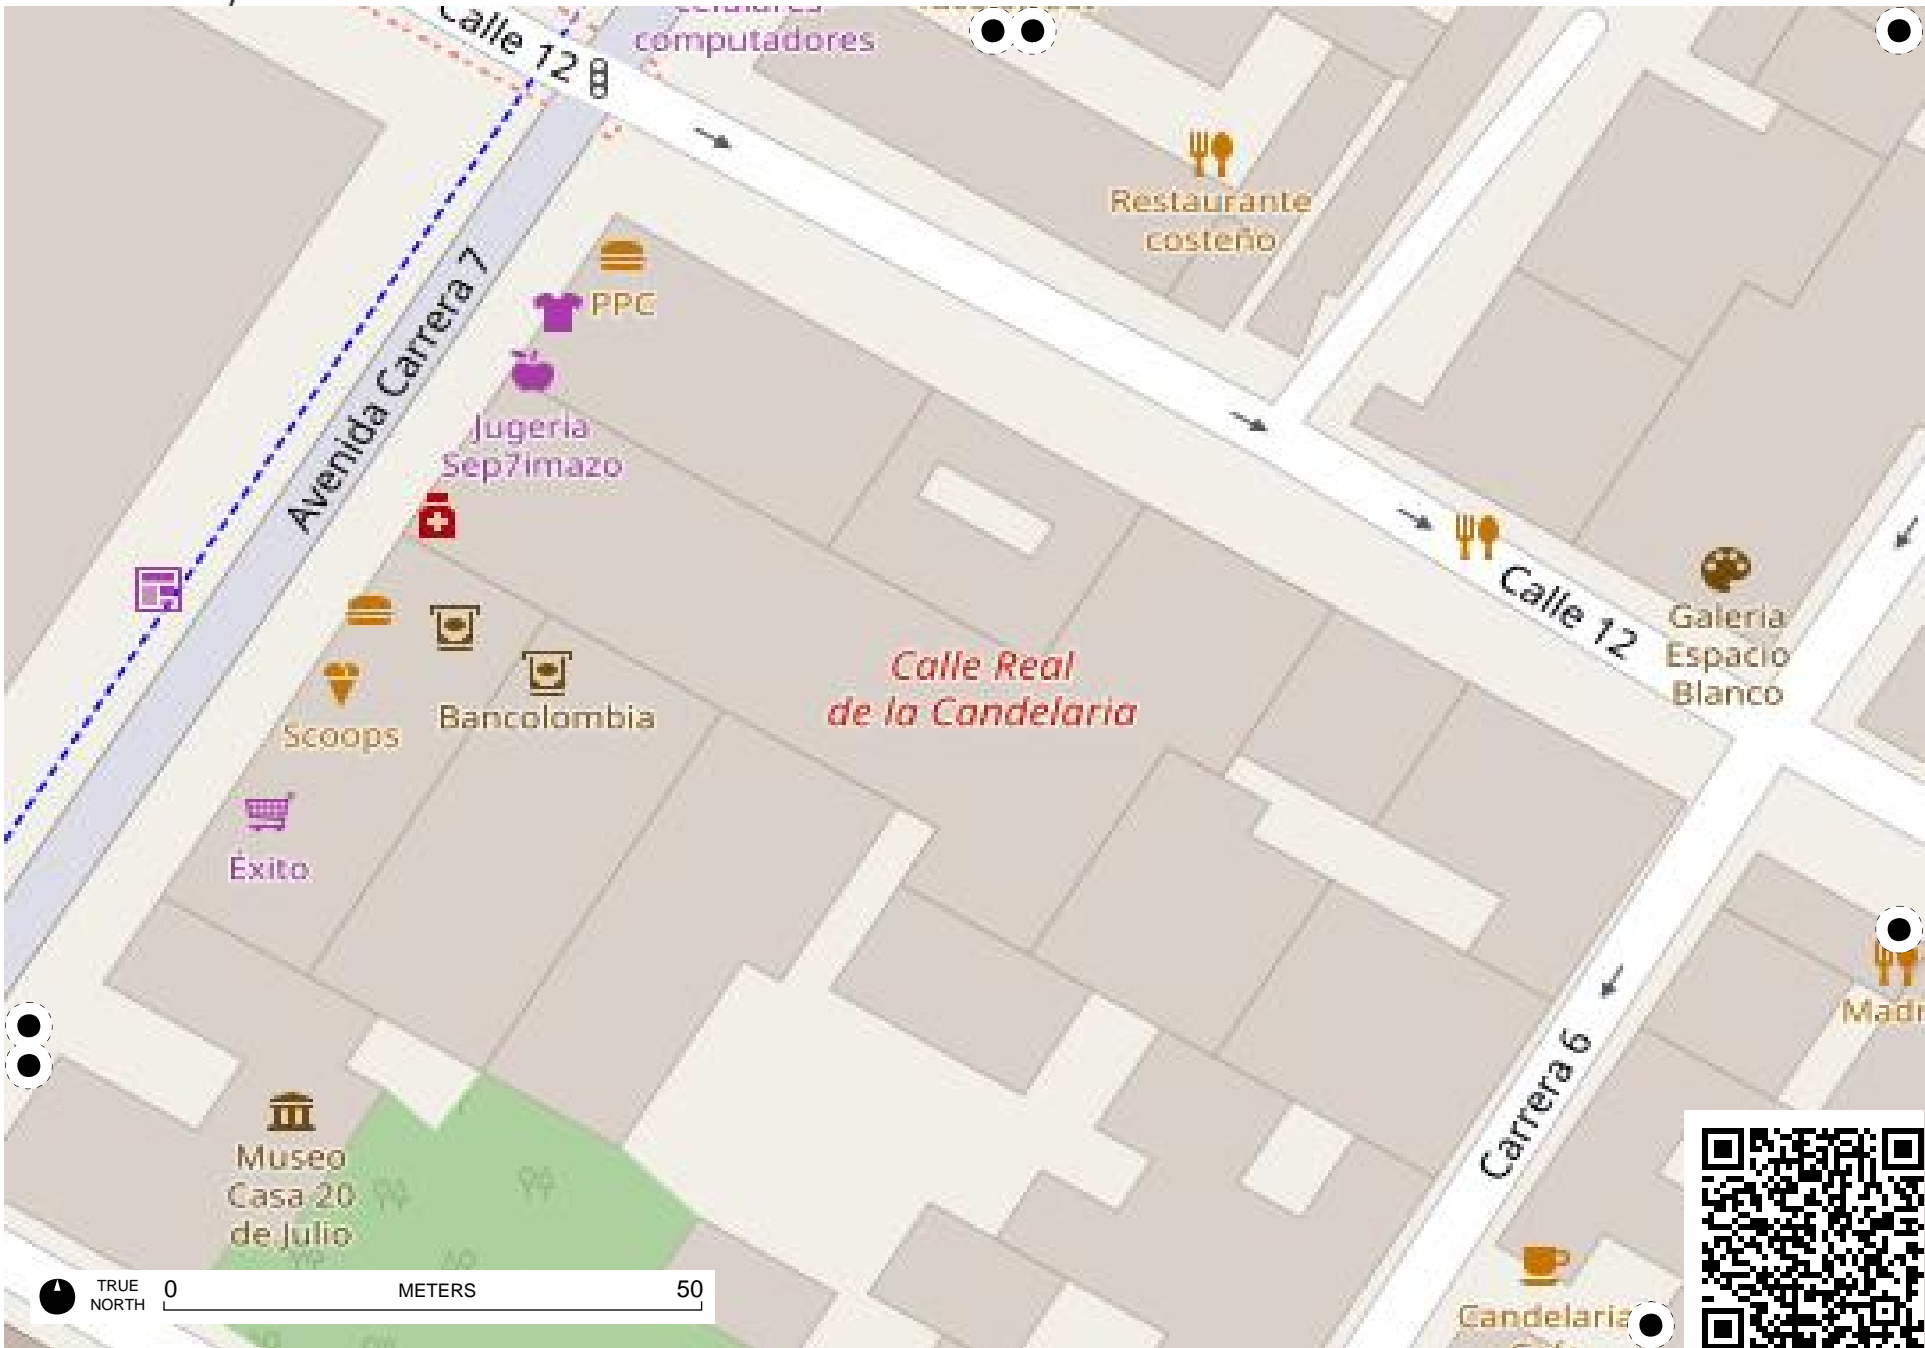 Calle 12
computadores
Restaurante
costeño
PPC
Avenida Carrera 7
Jugeria
Sep7imazo
Calle 12
Galeria
Espacio
Blanco
Calle Real
de la Candelaria
Bancolombia
Scoops
Éxito
Madr
Carrera 6
Museo
Casa 20
de Julio
TRUE
NORTH
0
METERS
50
Candelaria